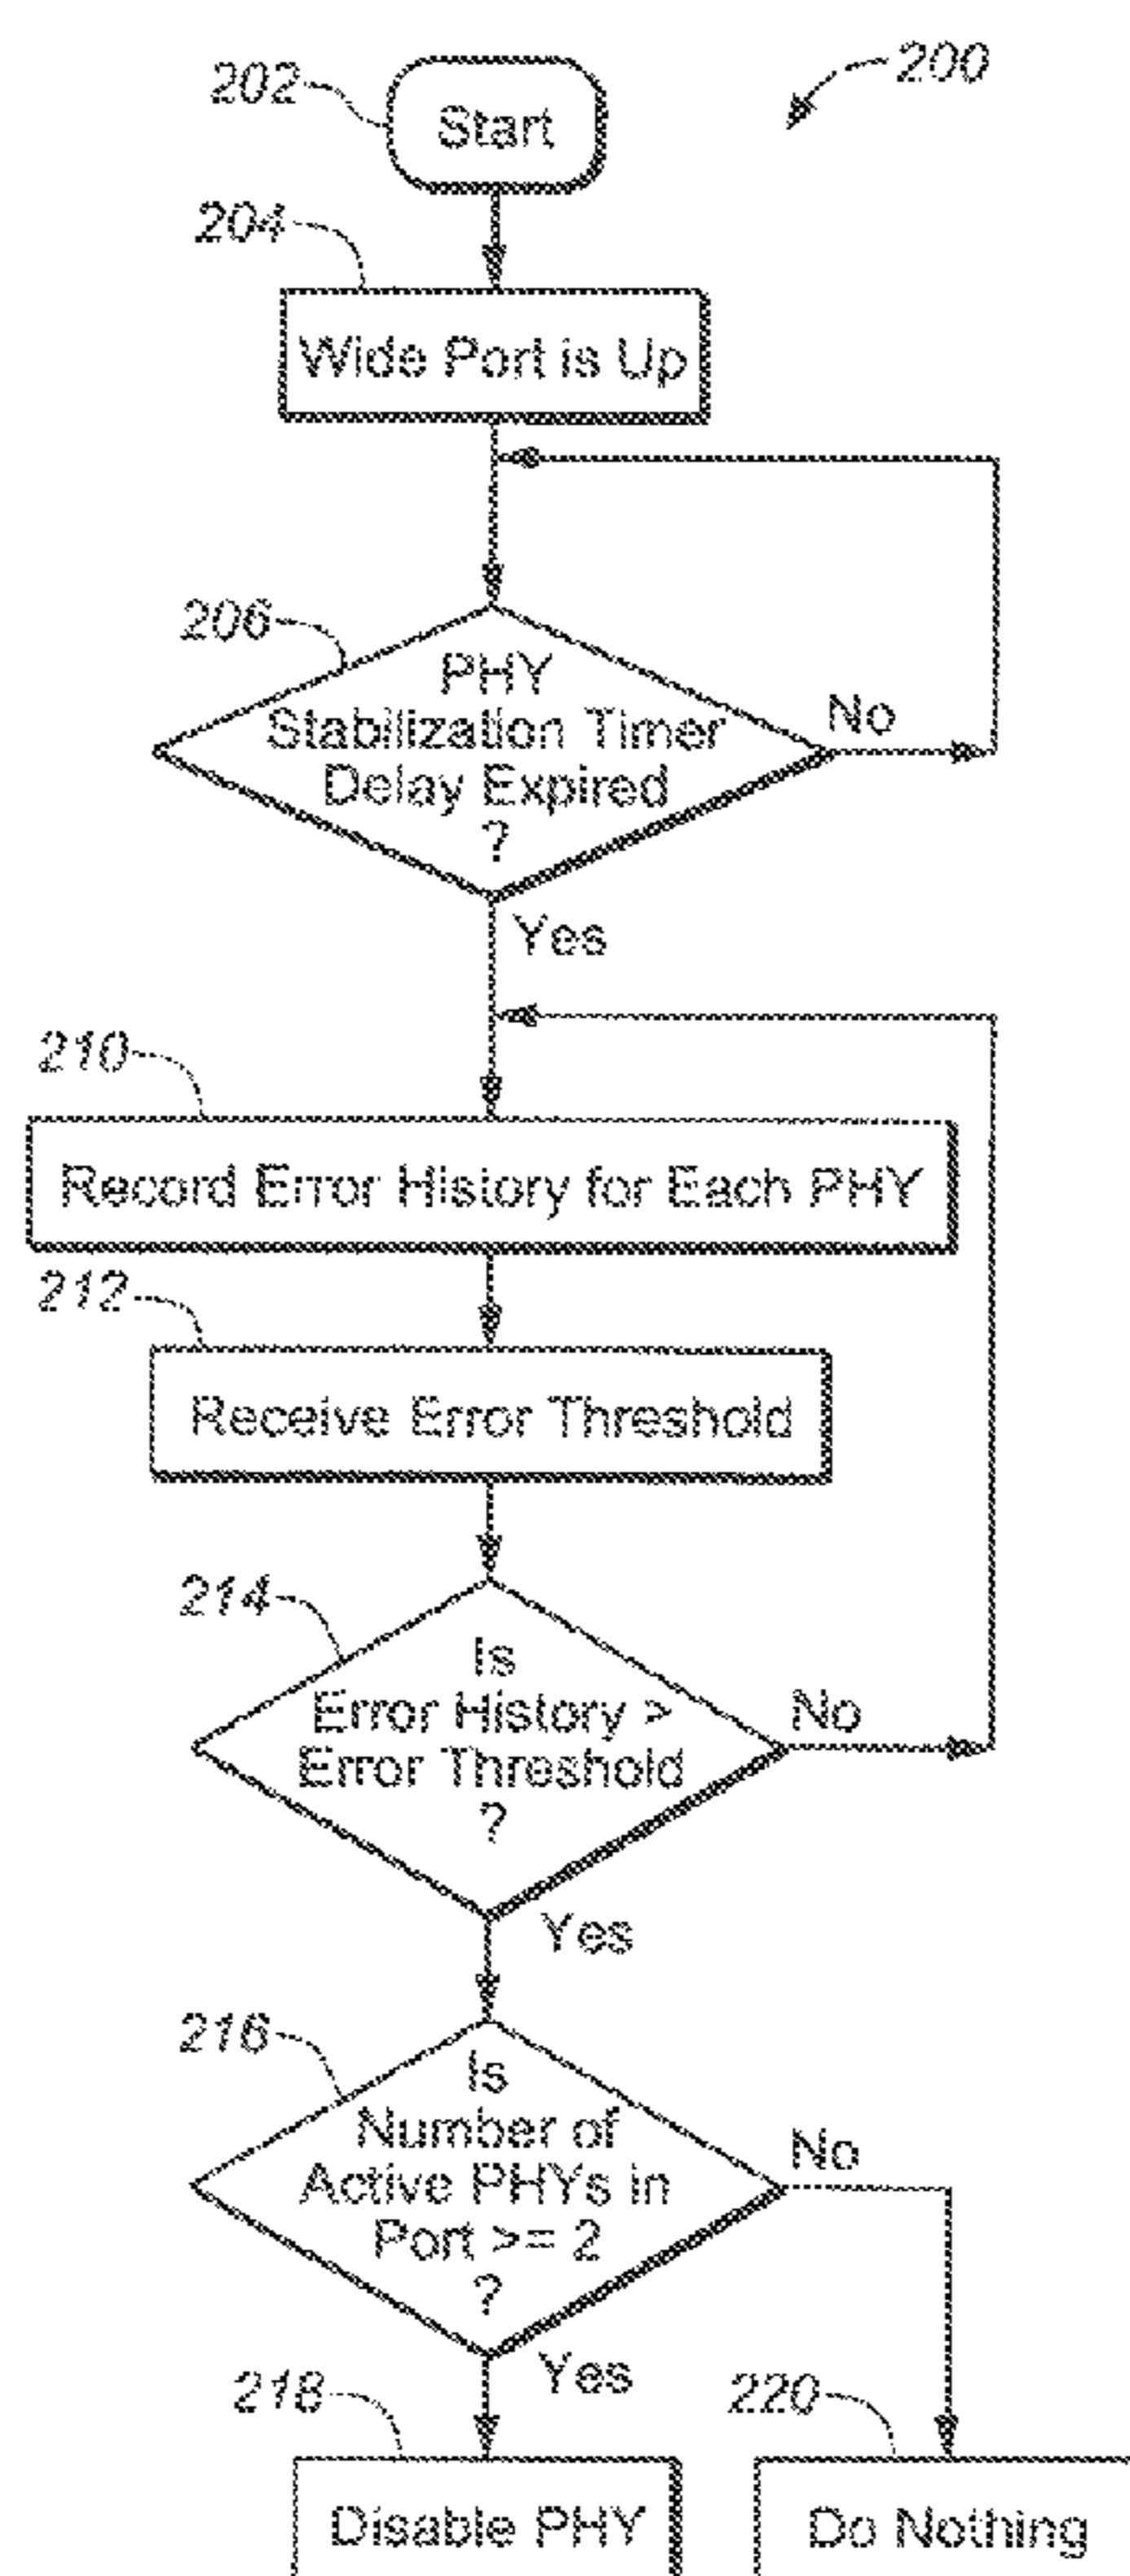 200
202
Start
204
Wide Port is Up
206
PHY
Stabilization Timer
Delay Expired
?
No
Yes
210
Record Error History for Each PHY
212
Receive Error Threshold
214
Is
Error History >
Error Threshold
?
No
Yes
216
Is
Number of
Active PHYs in
Port >= 2
?
No
Yes
218
Disable PHY
220
Do Nothing